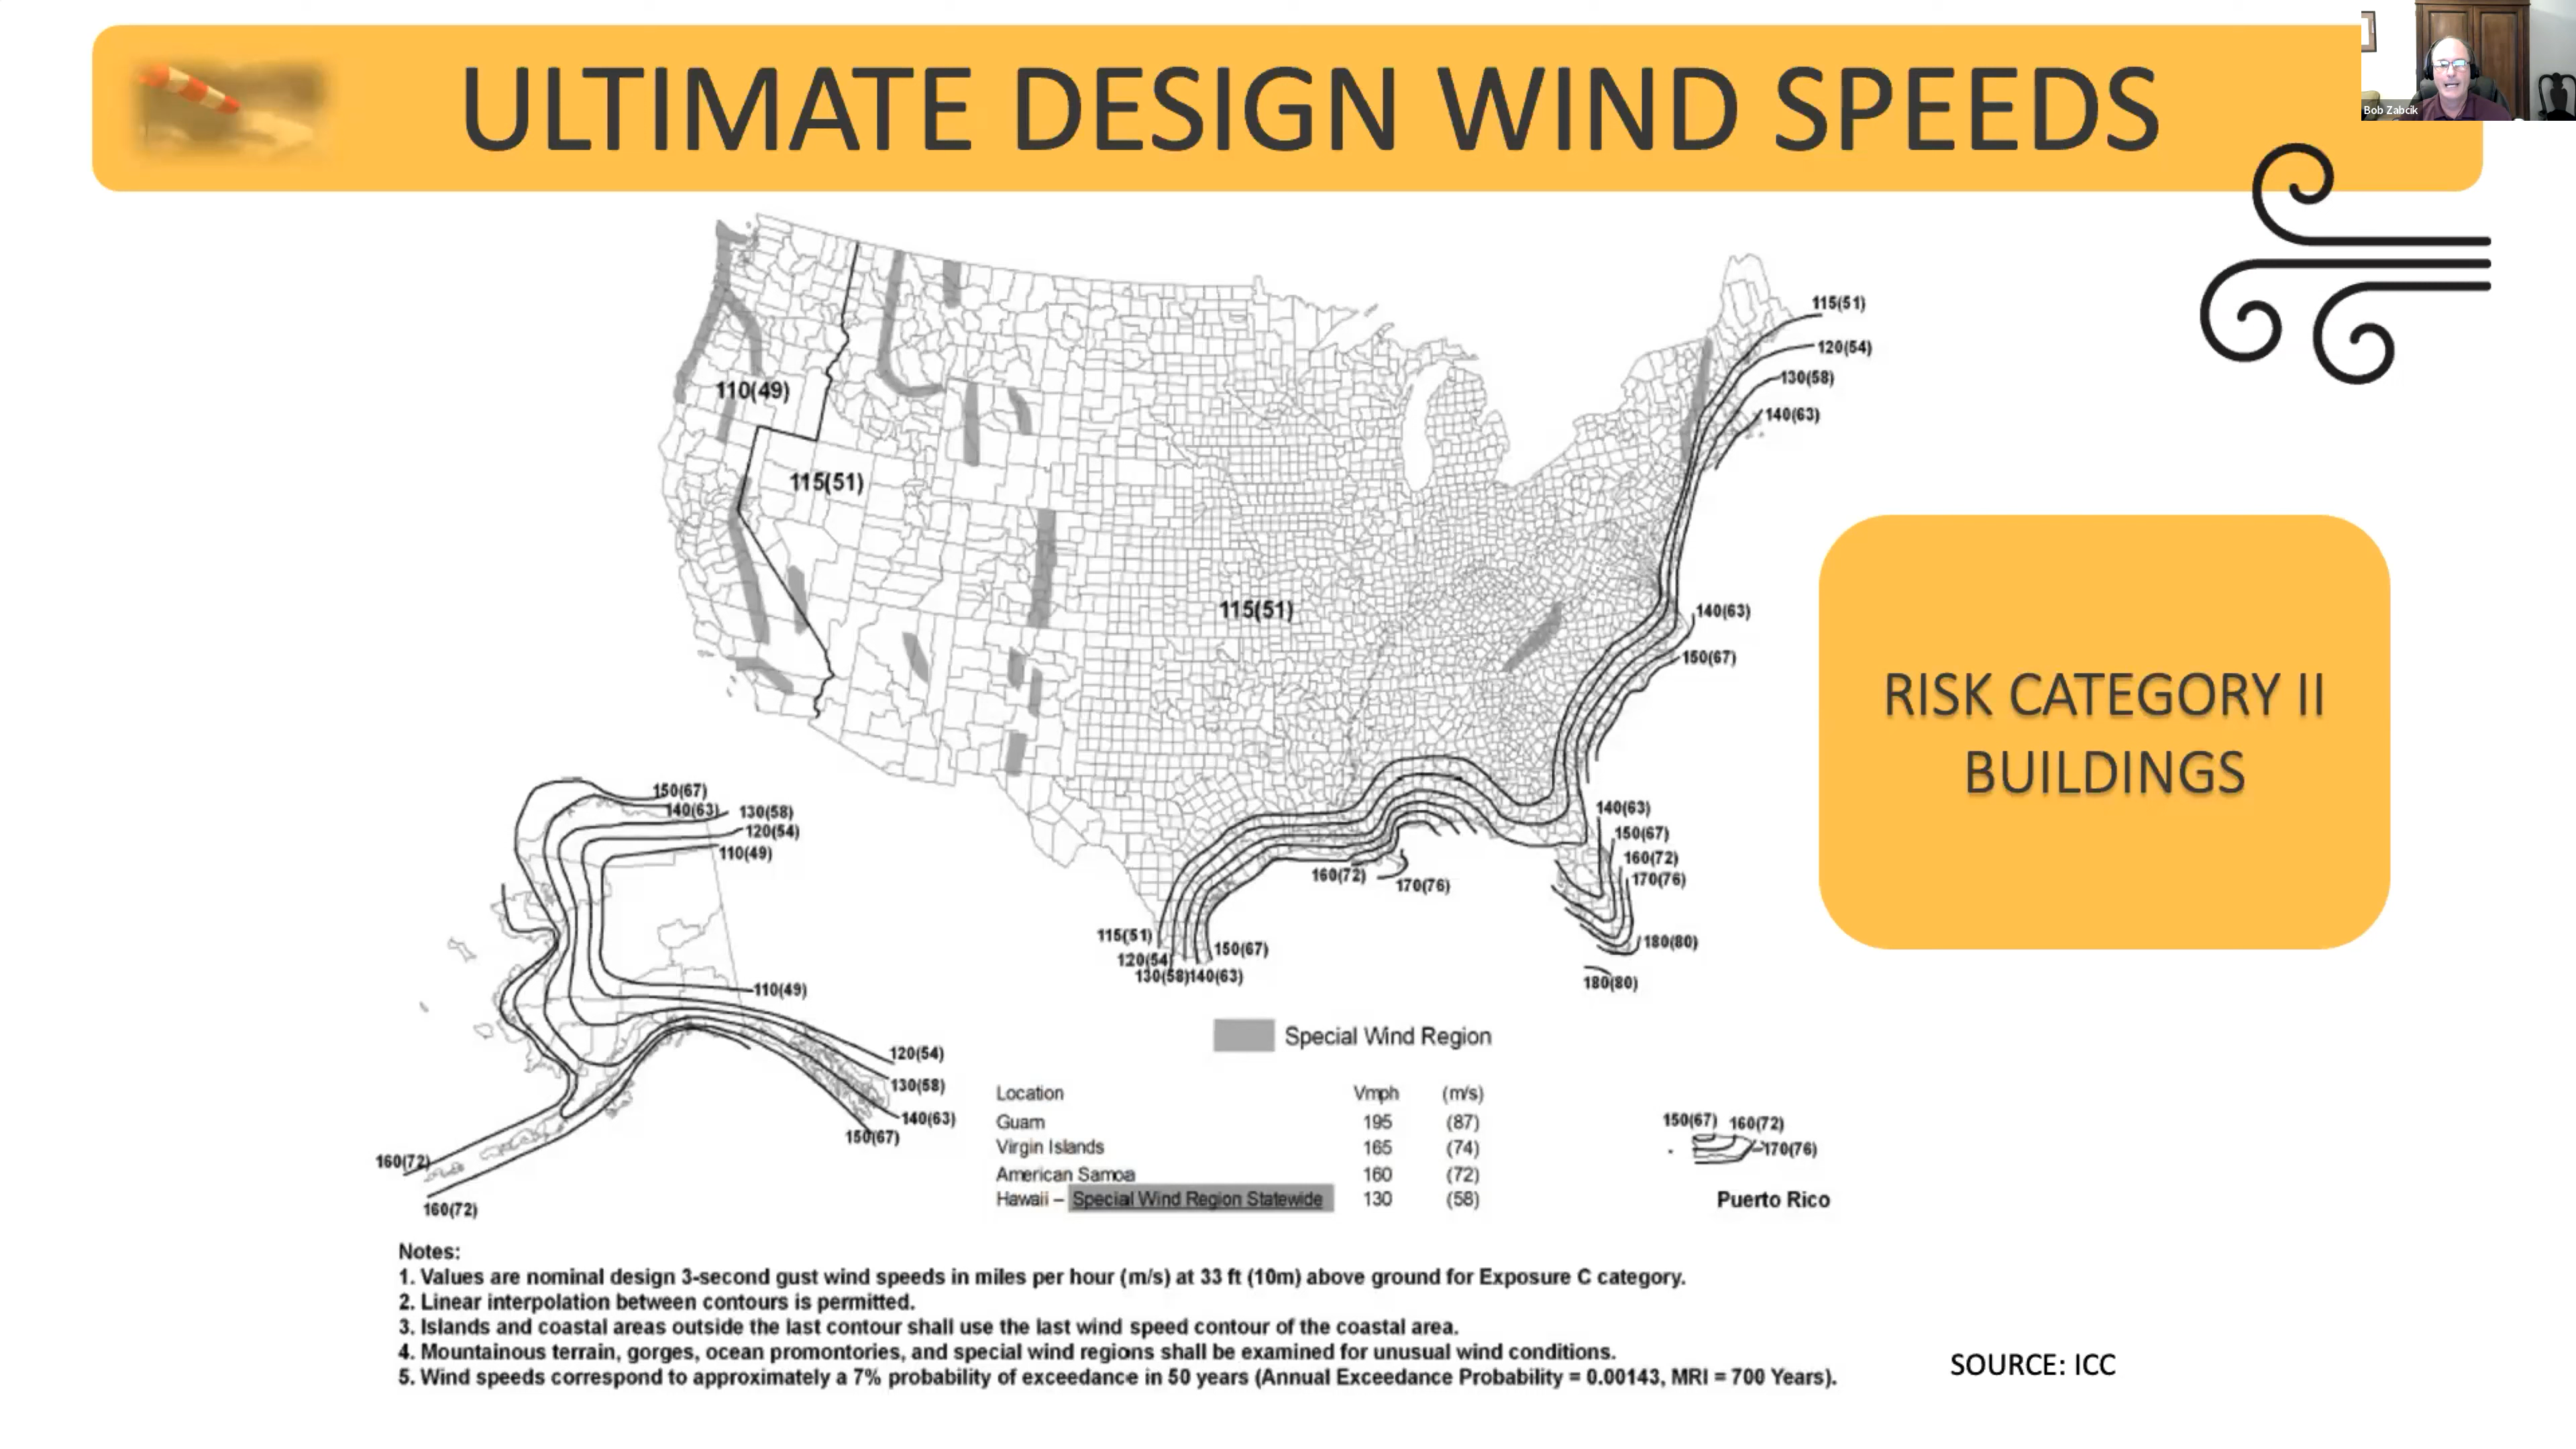 ULTIMATE DESIGN WIND SPEEDS
Bob Zabcik
115(51)
120(54)
130(58)
140(63)
110(49)
115(51)
115(51)
140(63)
150(67)
RISK CATEGORY II
BUILDINGS
150(67)
140(63)
130(58)
120(54)
110(49)
140(63)
150(67)
160(72)
170(76)
160(72)
170(76)
115(51)
150(67)
120(54)
130(58)140(63)
180(80)
180(80)
110(49)
120(54)
130(58)
140(63)
150(67)
160(72)
160(72)
Special Wind Region
Location Vmph (m/s)
Guam 195 (87)
Virgin Islands 165 (74)
American Samoa 160 (72)
Hawaii – Special Wind Region Statewide 130 (58)
150(67) 160(72)
170(76)
Puerto Rico
Notes:
1. Values are nominal design 3-second gust wind speeds in miles per hour (m/s) at 33 ft (10m) above ground for Exposure C category.
2. Linear interpolation between contours is permitted.
3. Islands and coastal areas outside the last contour shall use the last wind speed contour of the coastal area.
4. Mountainous terrain, gorges, ocean promontories, and special wind regions shall be examined for unusual wind conditions.
5. Wind speeds correspond to approximately a 7% probability of exceedance in 50 years (Annual Exceedance Probability = 0.00143, MRI = 700 Years).
SOURCE: ICC